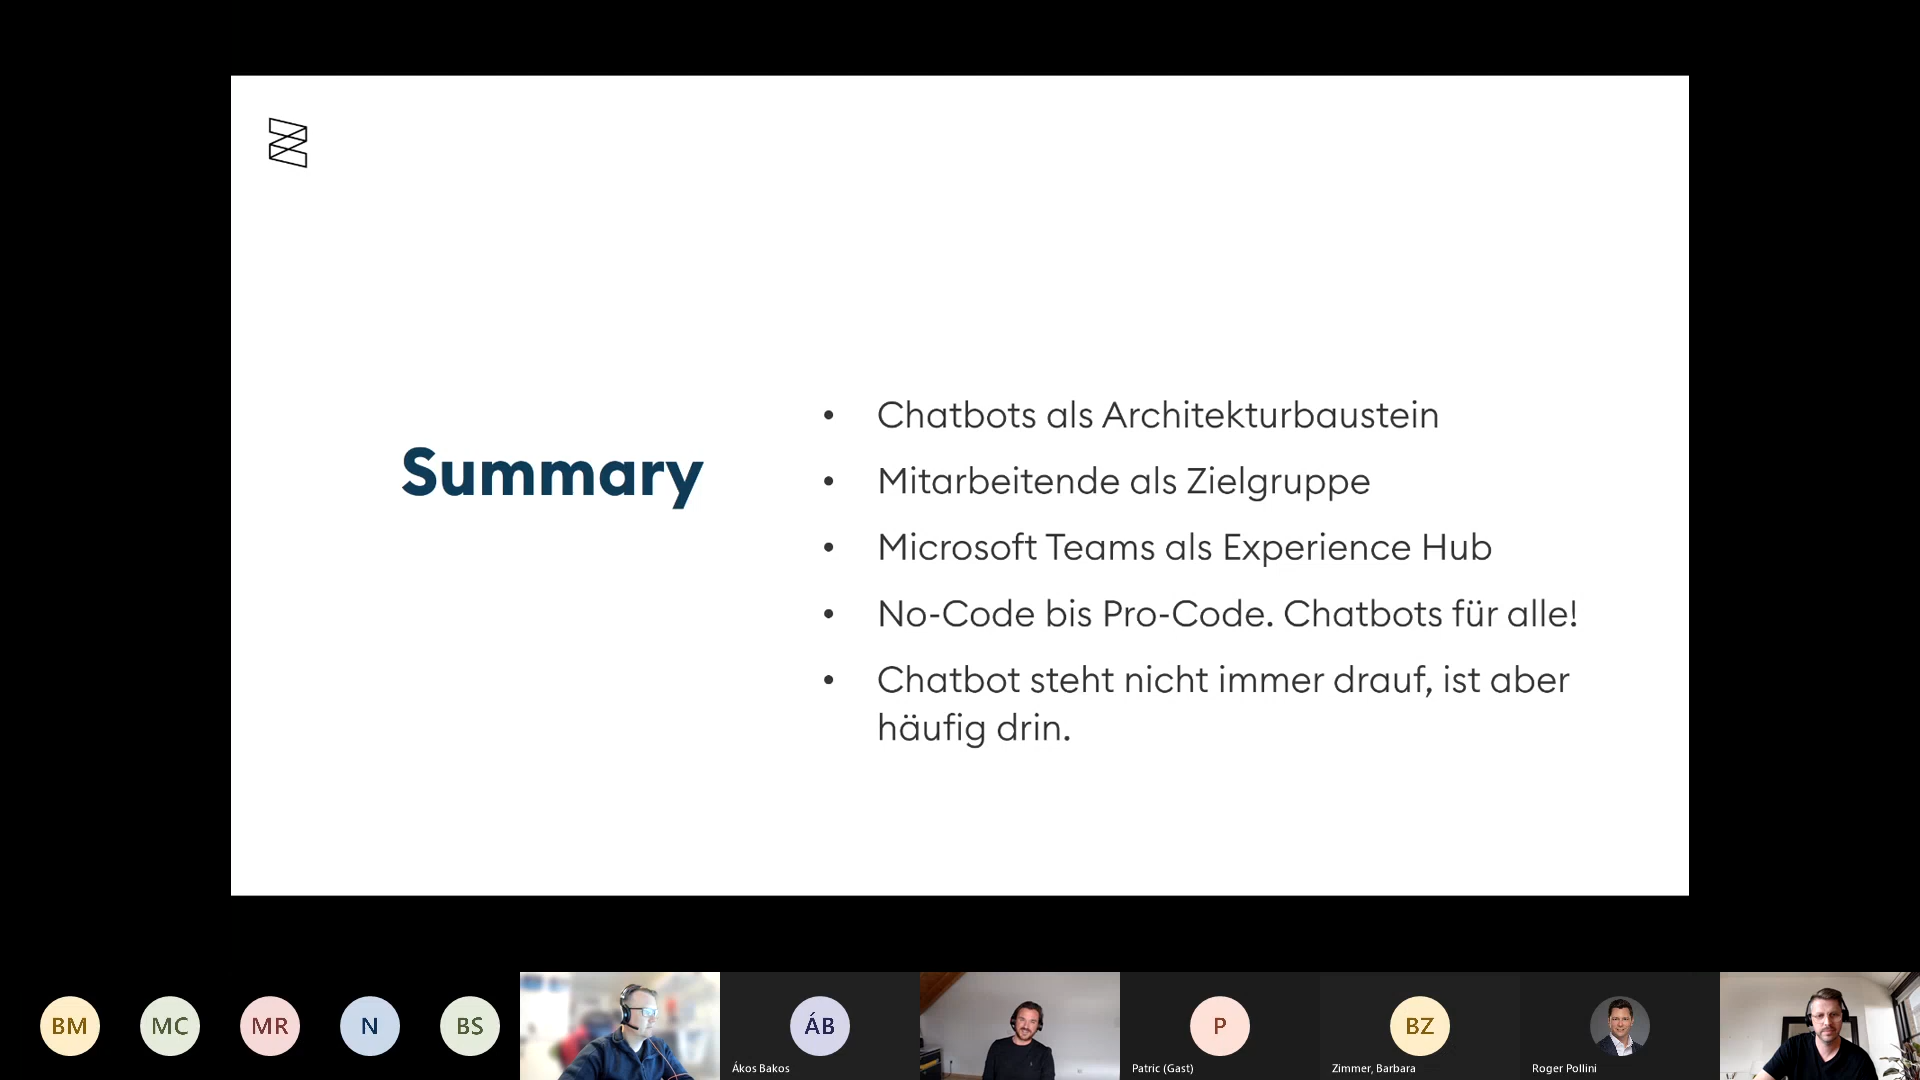 Summary
• Chatbots als Architekturbaustein
• Mitarbeitende als Zielgruppe
• Microsoft Teams als Experience Hub
• No-Code bis Pro-Code. Chatbots für alle!
• Chatbot steht nicht immer drauf, ist aber
häufig drin.
BM
MC
MR
N
BS
ÁB
Ákos Bakos
P
Patric (Gast)
BZ
Zimmer, Barbara
Roger Pollini